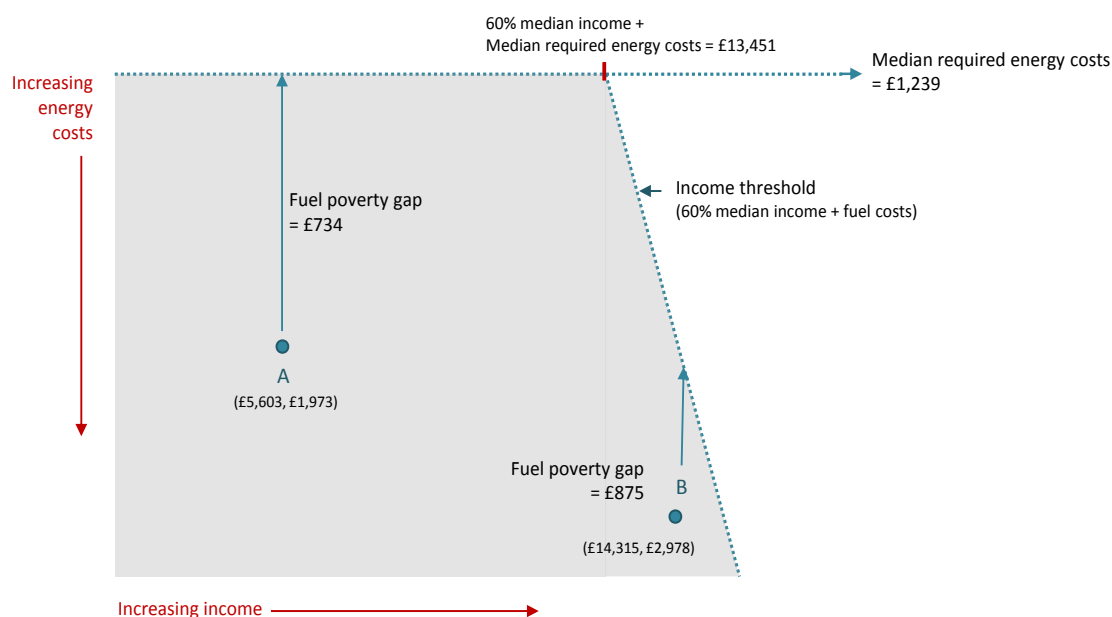 60% median income +
Median required energy costs = £13,451
Median required energy costs
= £1,239
Increasing
energy
costs
Income threshold
(60% median income + fuel costs)
Fuel poverty gap
= £734
A
(£5,603, £1,973)
Fuel poverty gap
= £875
B
(£14,315, £2,978)
Increasing income